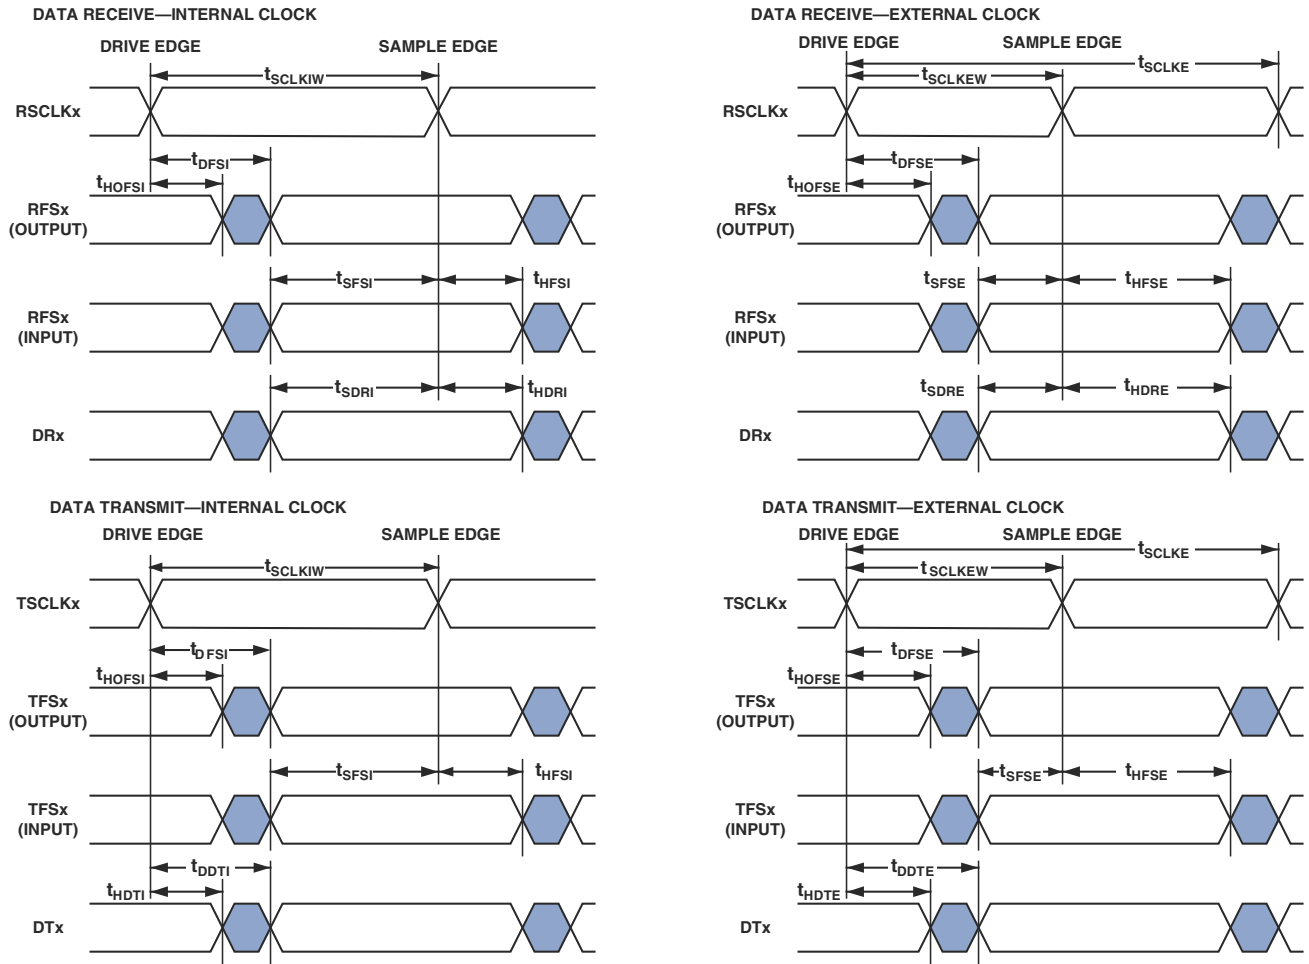 DATA RECEIVE—INTERNAL CLOCK
DRIVE EDGE
SAMPLE EDGE
tSCLKIW
RSCLKx
tDFSI
tHOFSI
RFSx
(OUTPUT)
tSFSI
tHFSI
RFSx
(INPUT)
tSDRI
tHDRI
DRx
DATA RECEIVE—EXTERNAL CLOCK
DRIVE EDGE
SAMPLE EDGE
tSCLKE
tSCLKEW
RSCLKx
tDFSE
tHOFSE
RFSx
(OUTPUT)
tSFSE
tHFSE
RFSx
(INPUT)
tSDRE
tHDRE
DRx
DATA TRANSMIT—INTERNAL CLOCK
DRIVE EDGE
SAMPLE EDGE
tSCLKIW
TSCLKx
tDFSI
tHOFSI
TFSx
(OUTPUT)
tSFSI
tHFSI
TFSx
(INPUT)
tDDTI
tHDTI
DTx
DATA TRANSMIT—EXTERNAL CLOCK
DRIVE EDGE
SAMPLE EDGE
tSCLKE
tSCLKEW
TSCLKx
tDFSE
tHOFSE
TFSx
(OUTPUT)
tSFSE
tHFSE
TFSx
(INPUT)
tDDTE
tHDTE
DTx